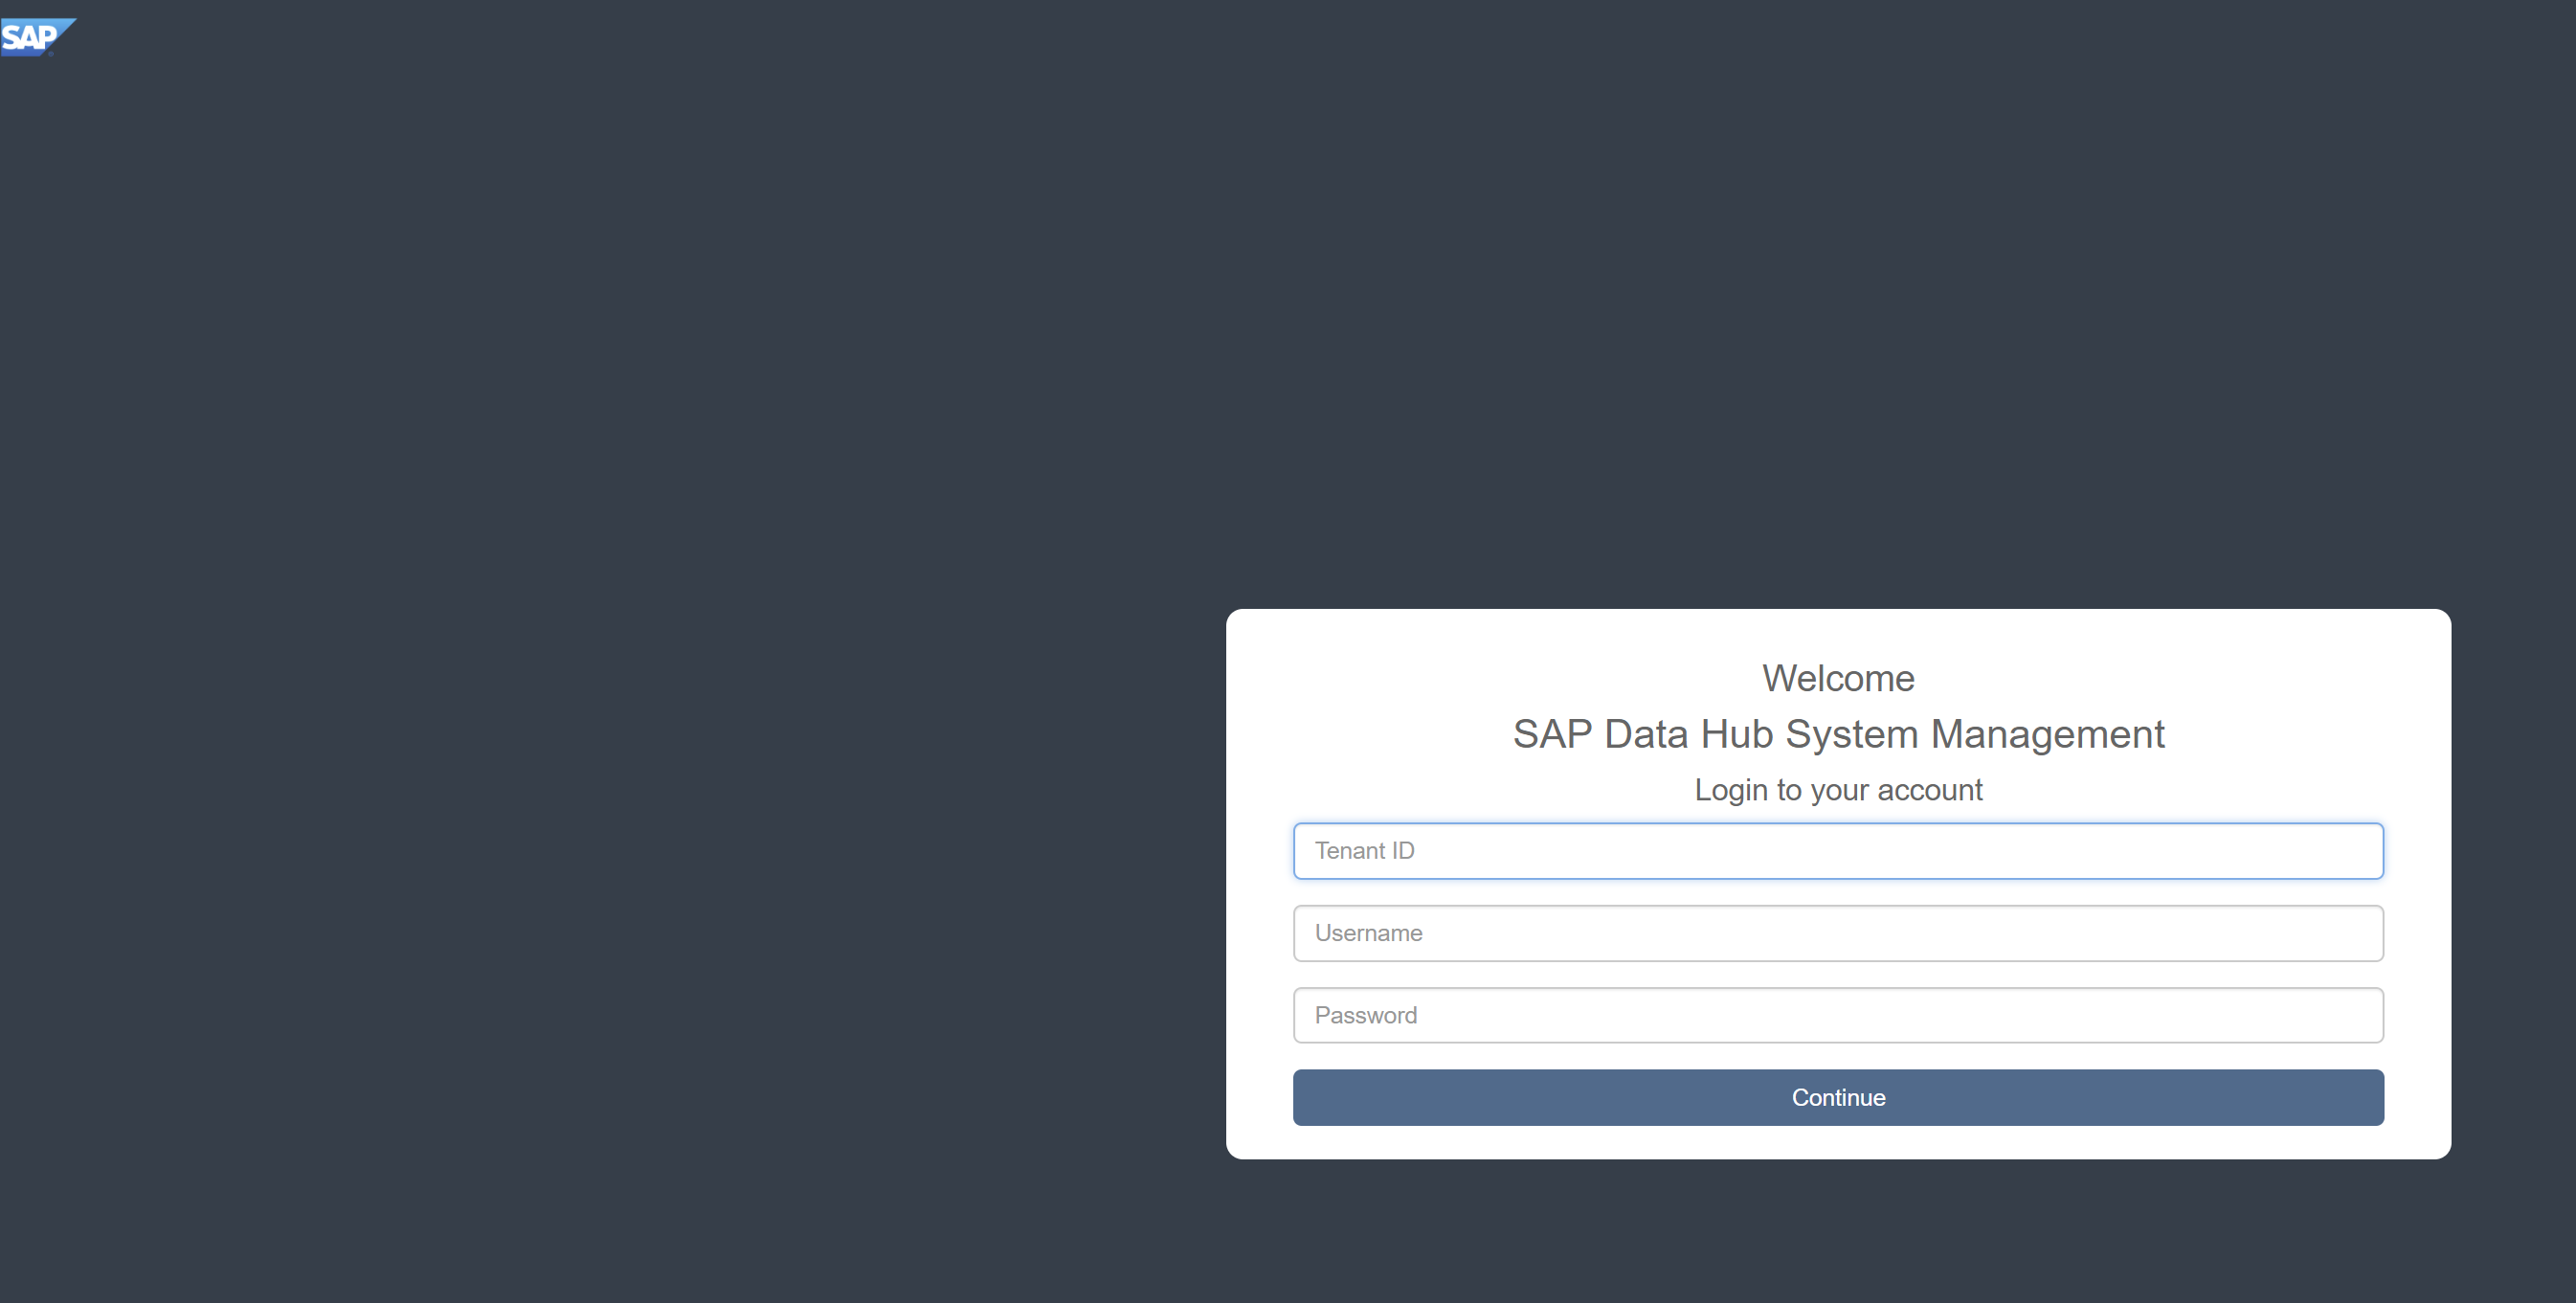 SAP
Welcome
SAP Data Hub System Management
Login to your account
Tenant ID
Username
Password
Continue